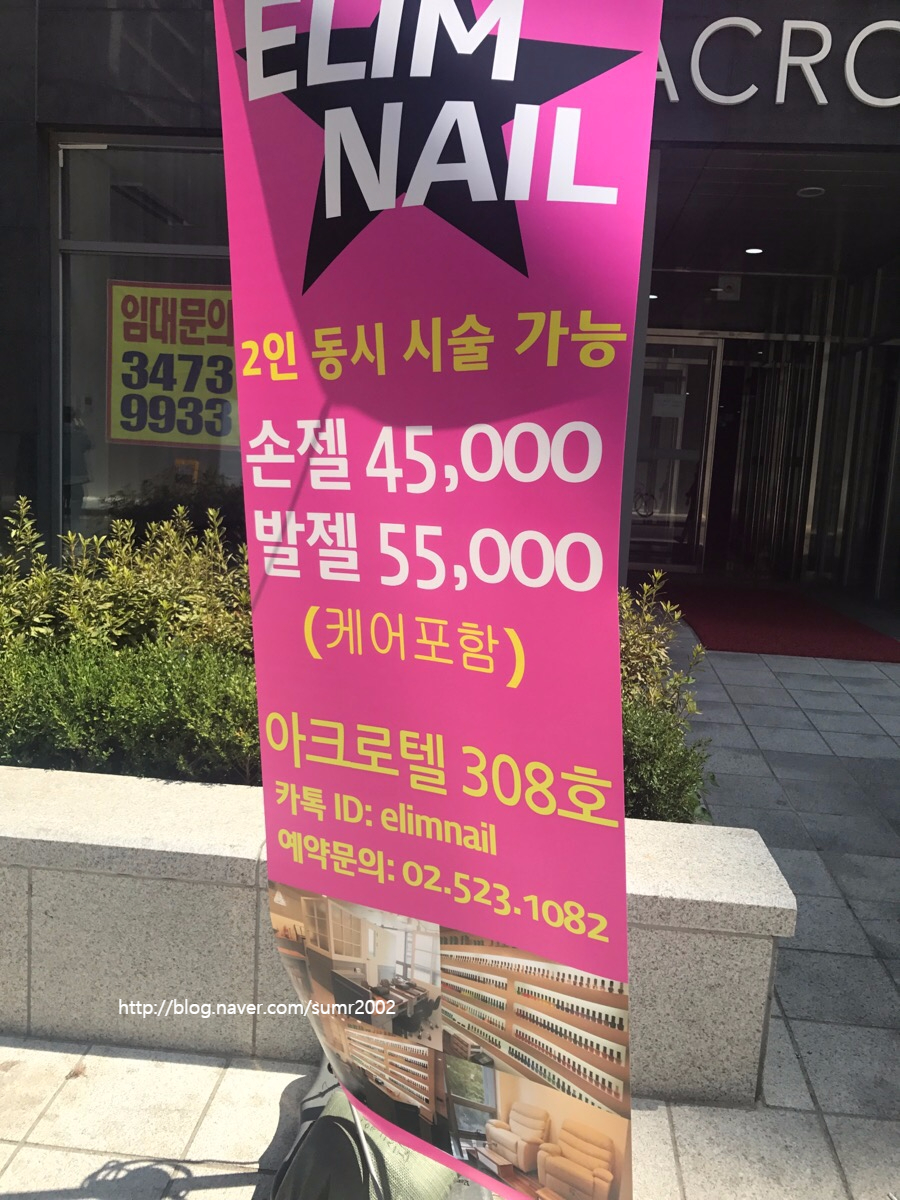 ELIM
NAIL
ACRO
임대문의
3473
9933
2인 동시 시술 가능
손젤 45,000
발젤 55,000
(케어포함)
아크로텔 308호
카톡 ID: elimnail
예약문의: 02.523.1082
http://blog.naver.com/sumr2002